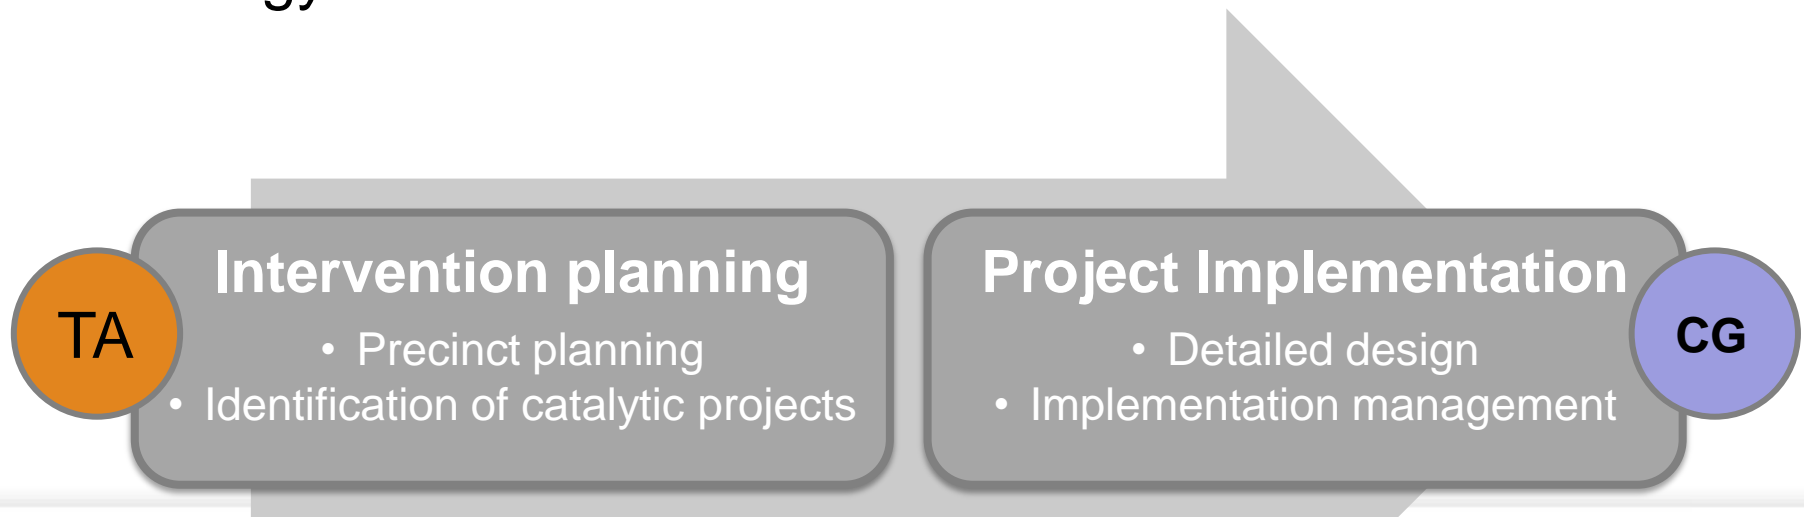 TA
Intervention planning
• Precinct planning
• Identification of catalytic projects
Project Implementation
• Detailed design
• Implementation management
CG